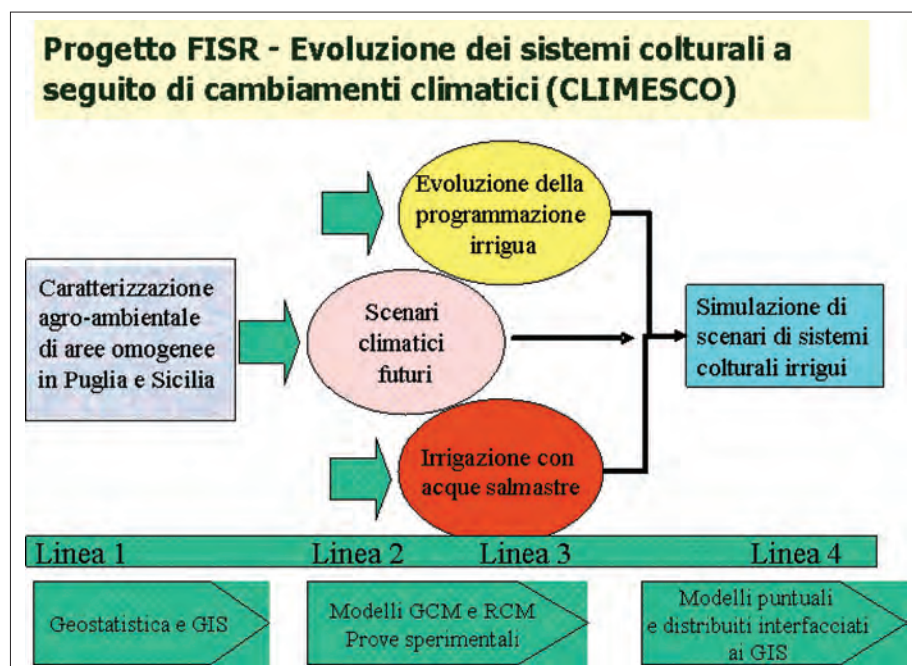 Progetto FISR - Evoluzione dei sistemi colturali a
seguito di cambiamenti climatici (CLIMESCO)
Evoluzione della
programmazione
irrigua
Caratterizzazione
agro-ambientale
di aree omogenee
in Puglia e Sicilia
Scenari
climatici
futuri
Simulazione di
scenari di sistemi
colturali irrigui
Irrigazione con
acque salmastre
Linea 1
Linea 2
Linea 3
Linea 4
Geostatistica e GIS
Modelli GCM e RCM
Prove sperimentali
Modelli puntuali
e distribuiti interfacciati
ai GIS